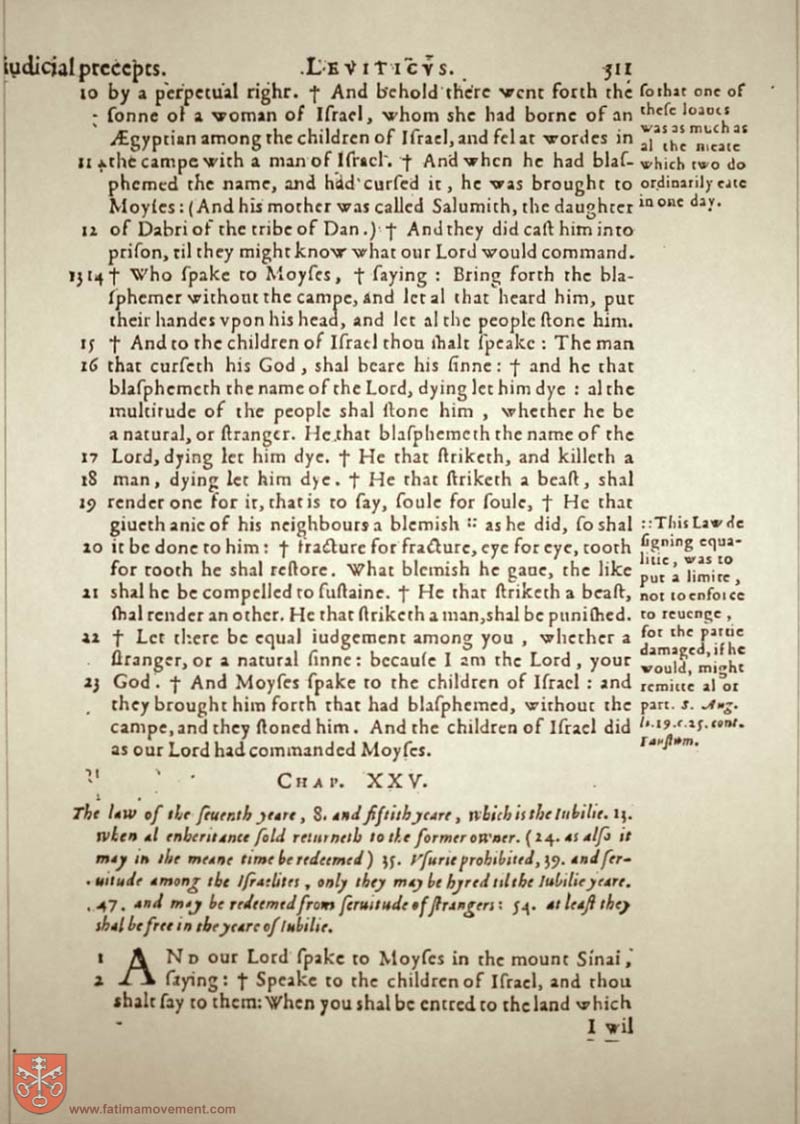 iudicial precepts. LEVITICVS. 311
10 by a perpetual right. † And behold there went forth the
sonne of a woman of Iſrael, whom she had borne of an
Ægyptian among the children of Iſrael, and fel at wordes in
11 the campe with a man of Iſrael. † And when he had blaſ-
phemed the name, and had curſed it, he was brought to
Moyſes: (And his mother was called Salumith, the daughter
12 of Dabri of the tribe of Dan.) † And they did caſt him into
priſon, til they might know what our Lord would command.
13 14 † Who ſpake to Moyſes, † ſaying: Bring forth the bla-
ſphemer without the campe, and let al that heard him, put
their handes vpon his head, and let al the people ſtone him.
15 † And to the children of Iſrael thou ſhalt ſpeake: The man
16 that curſeth his God, shal beare his ſinne: † and he that
blaſphemeth the name of the Lord, dying let him dye: al the
multitude of the people shal ſtone him, whether he be
a natural, or ſtranger. He that blaſphemeth the name of the
17 Lord, dying let him dye. † He that ſtriketh, and killeth a
18 man, dying let him dye. † He that ſtriketh a beaſt, shal
19 render one for it, that is to ſay, ſoule for ſoule, † He that
giueth anie of his neighbours a blemish :: as he did, ſo shal
20 it be done to him: † fracture for fracture, eye for eye, tooth
for tooth he shal reſtore. What blemish he gaue, the like
21 shal he be compelled to ſuſtaine. † He that ſtriketh a beaſt,
ſhal render an other. He that ſtriketh a man, shal be puniſhed.
22 † Let there be equal iudgement among you, whether a
ſtranger, or a natural ſinne: becauſe I am the Lord, your
23 God. † And Moyſes ſpake to the children of Iſrael: and
they brought him forth that had blaſphemed, without the
campe, and they ſtoned him. And the children of Iſrael did
as our Lord had commanded Moyſes.
ſo that one of
theſe loaues
was as much as
al the meate
which two do
ordinarily eate
in one day.
:: This Law de
ſigning equa-
litie, was to
put a limite,
not to enforce
to reuenge,
for the partie
damaged, if he
would, might
remitte al or
part. S. Aug.
li. 19. c. 25. cont.
Fauſtum.
CHAP. XXV.
The law of the ſeuenth yeare, 8. and fiftith yeare, which is the Iubilie. 13.
when al enheritance ſold returneth to the former owner. (24. as alſo it
may in the meane time be redeemed) 35. Vſurie prohibited, 39. and ſer-
uitude among the Iſraelites, only they may be hyred til the Iubilie yeare.
47. and may be redeemed from ſeruitude of ſtrangers: 54. at leaſt they
shal be free in the yeare of Iubilie.
1 AND our Lord ſpake to Moyſes in the mount Sinai,
2 ſaying: † Speake to the children of Iſrael, and thou
shalt ſay to them: When you shal be entred to the land which
I wil
www.fatimamovement.com